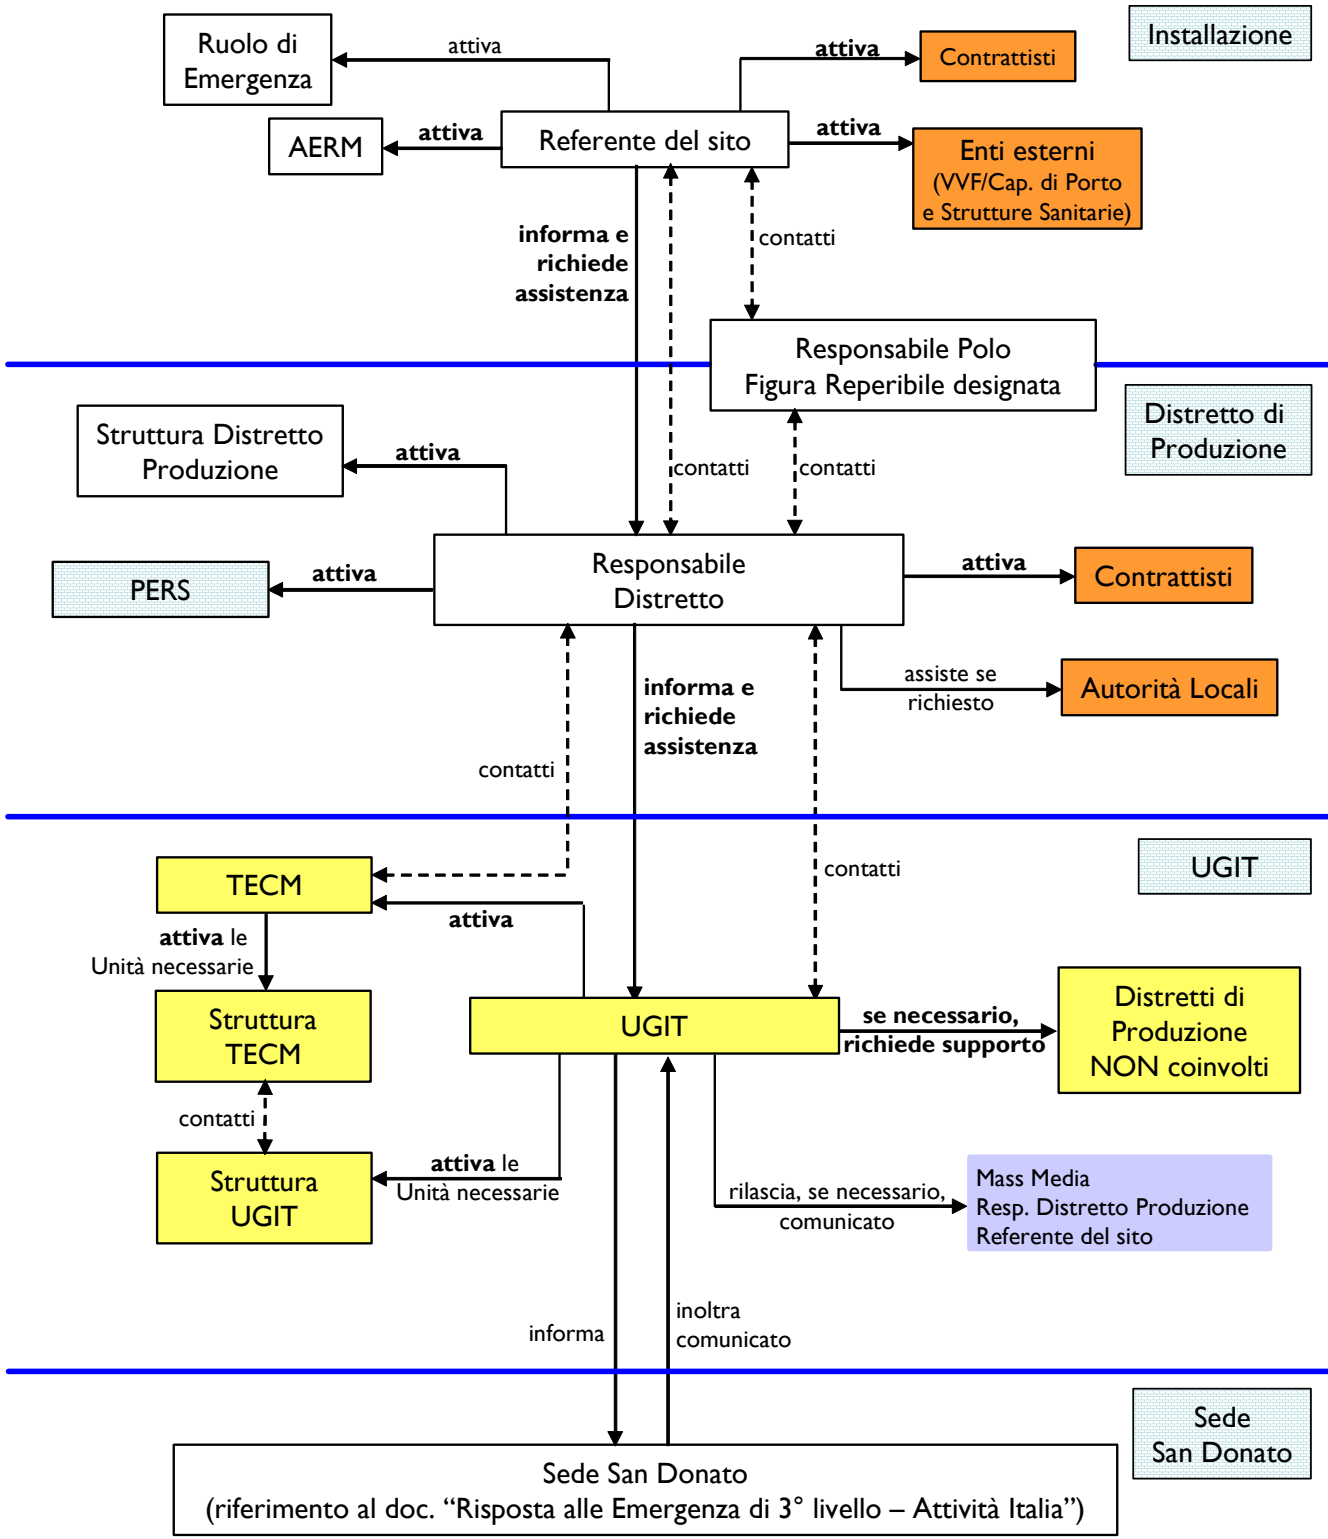 Ruolo di
Emergenza
attiva
attiva
Contrattisti
Installazione
AERM
attiva
Referente del sito
attiva
Enti esterni
(VVF/Cap. di Porto
e Strutture Sanitarie)
informa e
richiede
assistenza
contatti
Responsabile Polo
Figura Reperibile designata
Distretto di
Produzione
Struttura Distretto
Produzione
attiva
contatti
contatti
PERS
attiva
Responsabile
Distretto
attiva
Contrattisti
informa e
richiede
assistenza
assiste se
richiesto
Autorità Locali
contatti
UGIT
TECM
attiva
contatti
attiva le
Unità necessarie
Struttura
TECM
UGIT
se necessario,
richiede supporto
Distretti di
Produzione
NON coinvolti
contatti
Struttura
UGIT
attiva le
Unità necessarie
rilascia, se necessario,
comunicato
Mass Media
Resp. Distretto Produzione
Referente del sito
informa
inoltra
comunicato
Sede
San Donato
Sede San Donato
(riferimento al doc. “Risposta alle Emergenza di 3° livello – Attività Italia”)